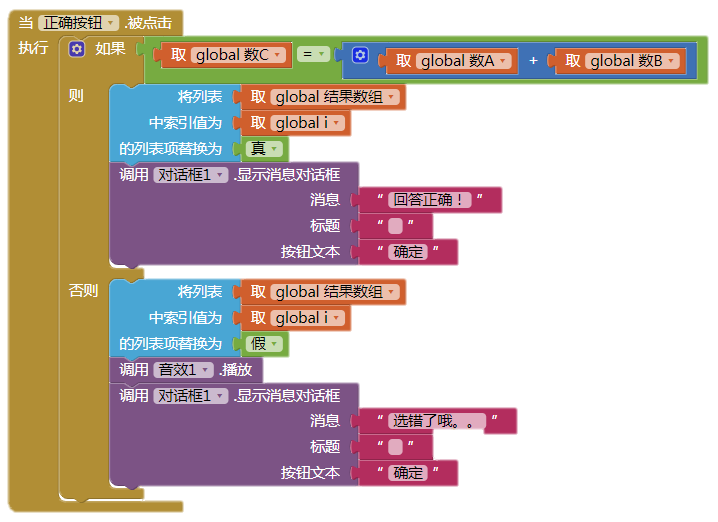 当 正确按钮 .被点击
执行 如果 取 global 数C = 取 global 数A + 取 global 数B
则 将列表 取 global 结果数组
中索引值为 取 global i
的列表项替换为 真
调用 对话框1 .显示消息对话框
消息 “ 回答正确！ ”
标题 “ ”
按钮文本 “ 确定 ”
否则 将列表 取 global 结果数组
中索引值为 取 global i
的列表项替换为 假
调用 音效1 .播放
调用 对话框1 .显示消息对话框
消息 “ 选错了哦。。 ”
标题 “ ”
按钮文本 “ 确定 ”